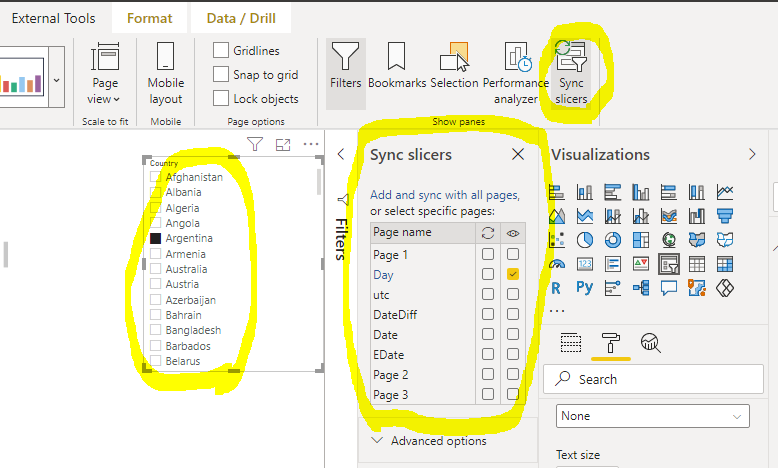 External Tools
Format
Data / Drill
Gridlines
Snap to grid
Lock objects
Page
view
Mobile
layout
Filters
Bookmarks
Selection
Performance
analyzer
Sync
slicers
Scale to fit
Mobile
Page options
Show panes
Country
Afghanistan
Albania
Algeria
Angola
Argentina
Armenia
Australia
Austria
Azerbaijan
Bahrain
Bangladesh
Barbados
Belarus
Filters
Sync slicers
Add and sync with all pages,
or select specific pages:
Page name
Page 1
Day
utc
DateDiff
Date
EDate
Page 2
Page 3
Advanced options
Visualizations
123
R
Py
...
Search
None
Text size